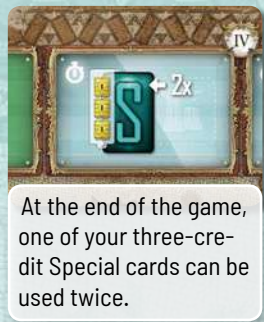 IV
S
2x
At the end of the game,
one of your three-cre-
dit Special cards can be
used twice.